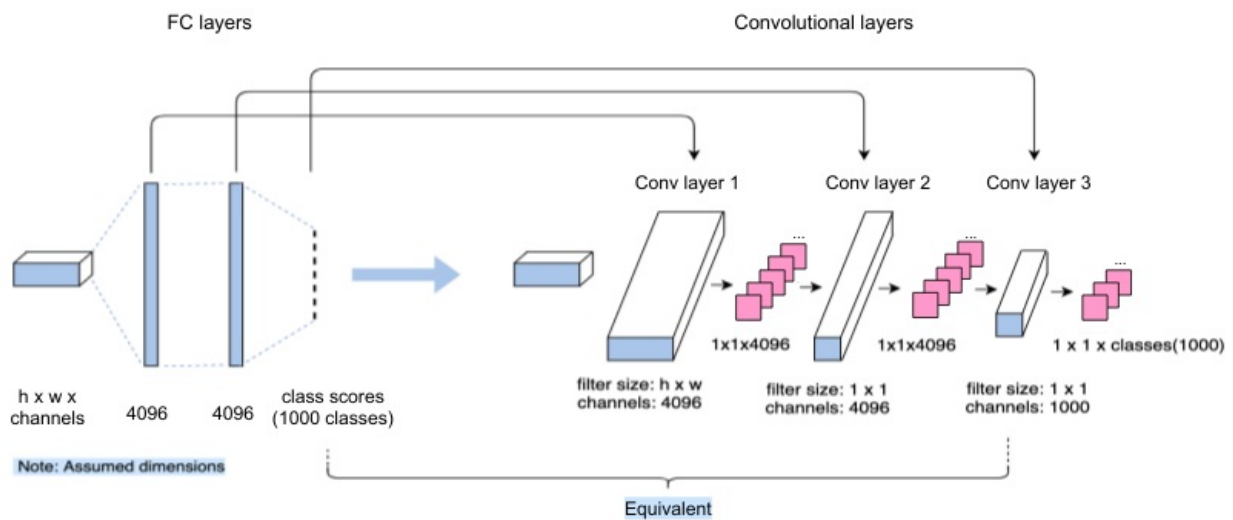 FC layers
Convolutional layers
Conv layer 1
Conv layer 2
Conv layer 3
...
...
...
1x1x4096
1x1x4096
1 x 1 x classes(1000)
h x w x
channels
4096
4096
class scores
(1000 classes)
filter size: h x w
channels: 4096
filter size: 1 x 1
channels: 4096
filter size: 1 x 1
channels: 1000
Note: Assumed dimensions
Equivalent